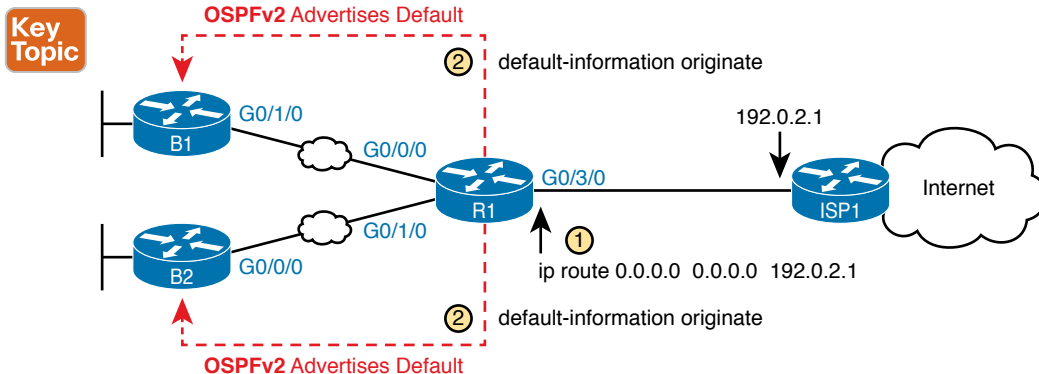 Key
Topic
OSPFv2 Advertises Default
2 default-information originate
192.0.2.1
G0/1/0
B1
G0/0/0
G0/3/0
Internet
R1
ISP1
G0/1/0
B2
G0/0/0
1
ip route 0.0.0.0 0.0.0.0 192.0.2.1
2 default-information originate
OSPFv2 Advertises Default